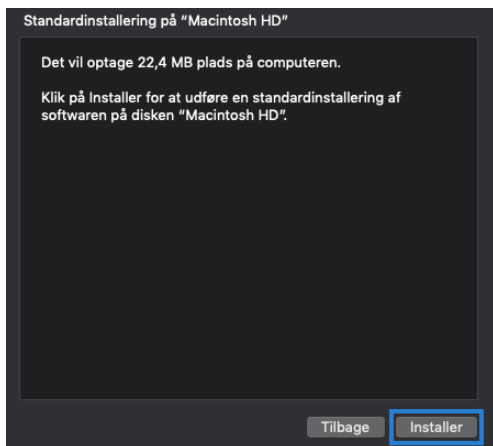 Standardinstallering på “Macintosh HD”
Det vil optage 22,4 MB plads på computeren.
Klik på Installer for at udføre en standardinstallering af
softwaren på disken “Macintosh HD”.
Tilbage
Installer